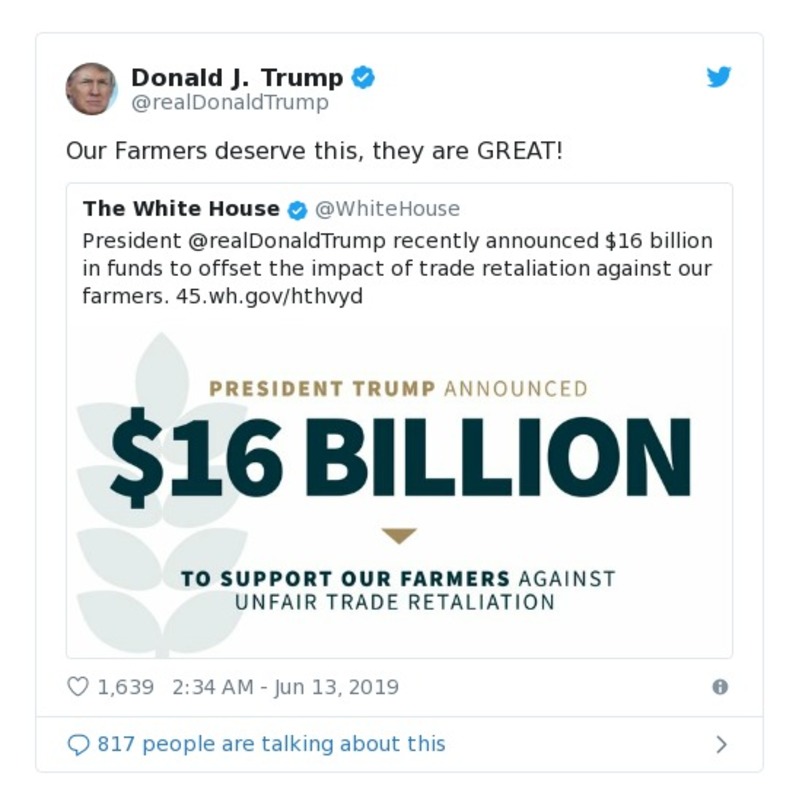 Donald J. Trump
@realDonaldTrump
Our Farmers deserve this, they are GREAT!
The White House @WhiteHouse
President @realDonaldTrump recently announced $16 billion
in funds to offset the impact of trade retaliation against our
farmers. 45.wh.gov/hthvyd
PRESIDENT TRUMP ANNOUNCED
$16 BILLION
TO SUPPORT OUR FARMERS AGAINST
UNFAIR TRADE RETALIATION
1,639 2:34 AM - Jun 13, 2019
817 people are talking about this